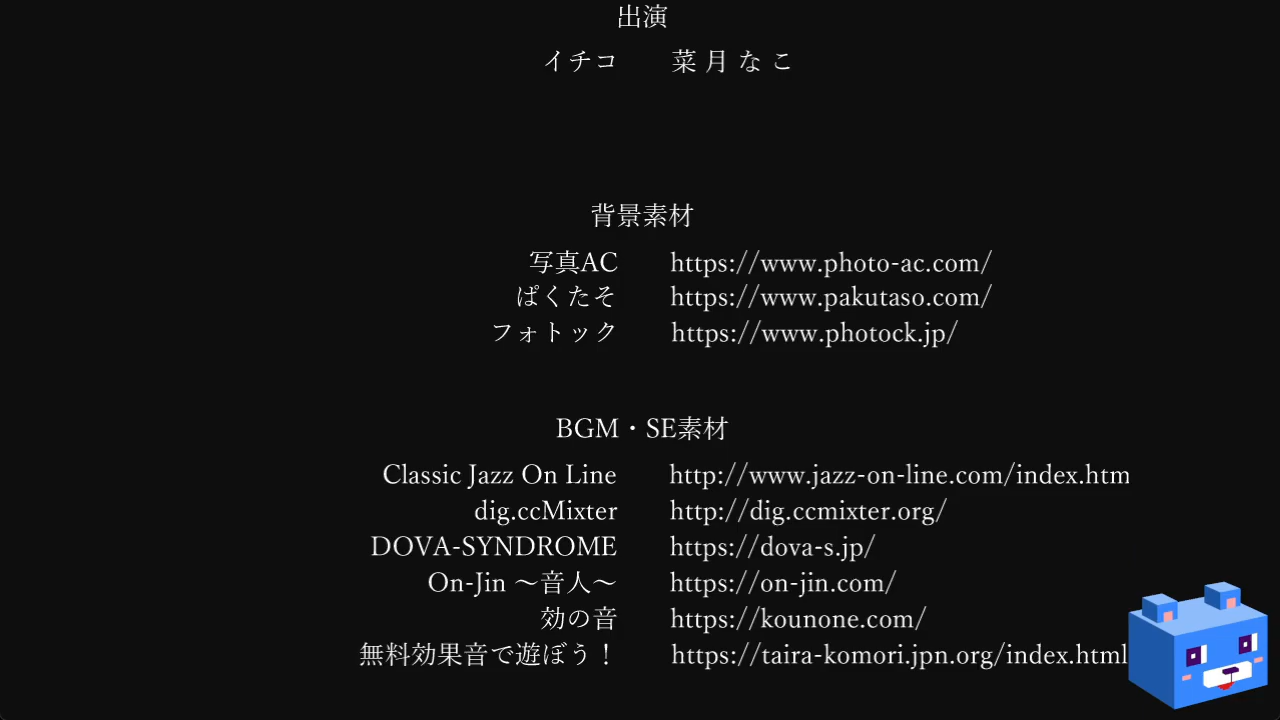 出演
イチコ 菜月なこ
背景素材
写真AC https://www.photo-ac.com/
ぱくたそ https://www.pakutaso.com/
フォトック https://www.photock.jp/
BGM・SE素材
Classic Jazz On Line http://www.jazz-on-line.com/index.htm
dig.ccMixter http://dig.ccmixter.org/
DOVA-SYNDROME https://dova-s.jp/
On-Jin ～音人～ https://on-jin.com/
効の音 https://kounone.com/
無料効果音で遊ぼう！ https://taira-komori.jpn.org/index.html